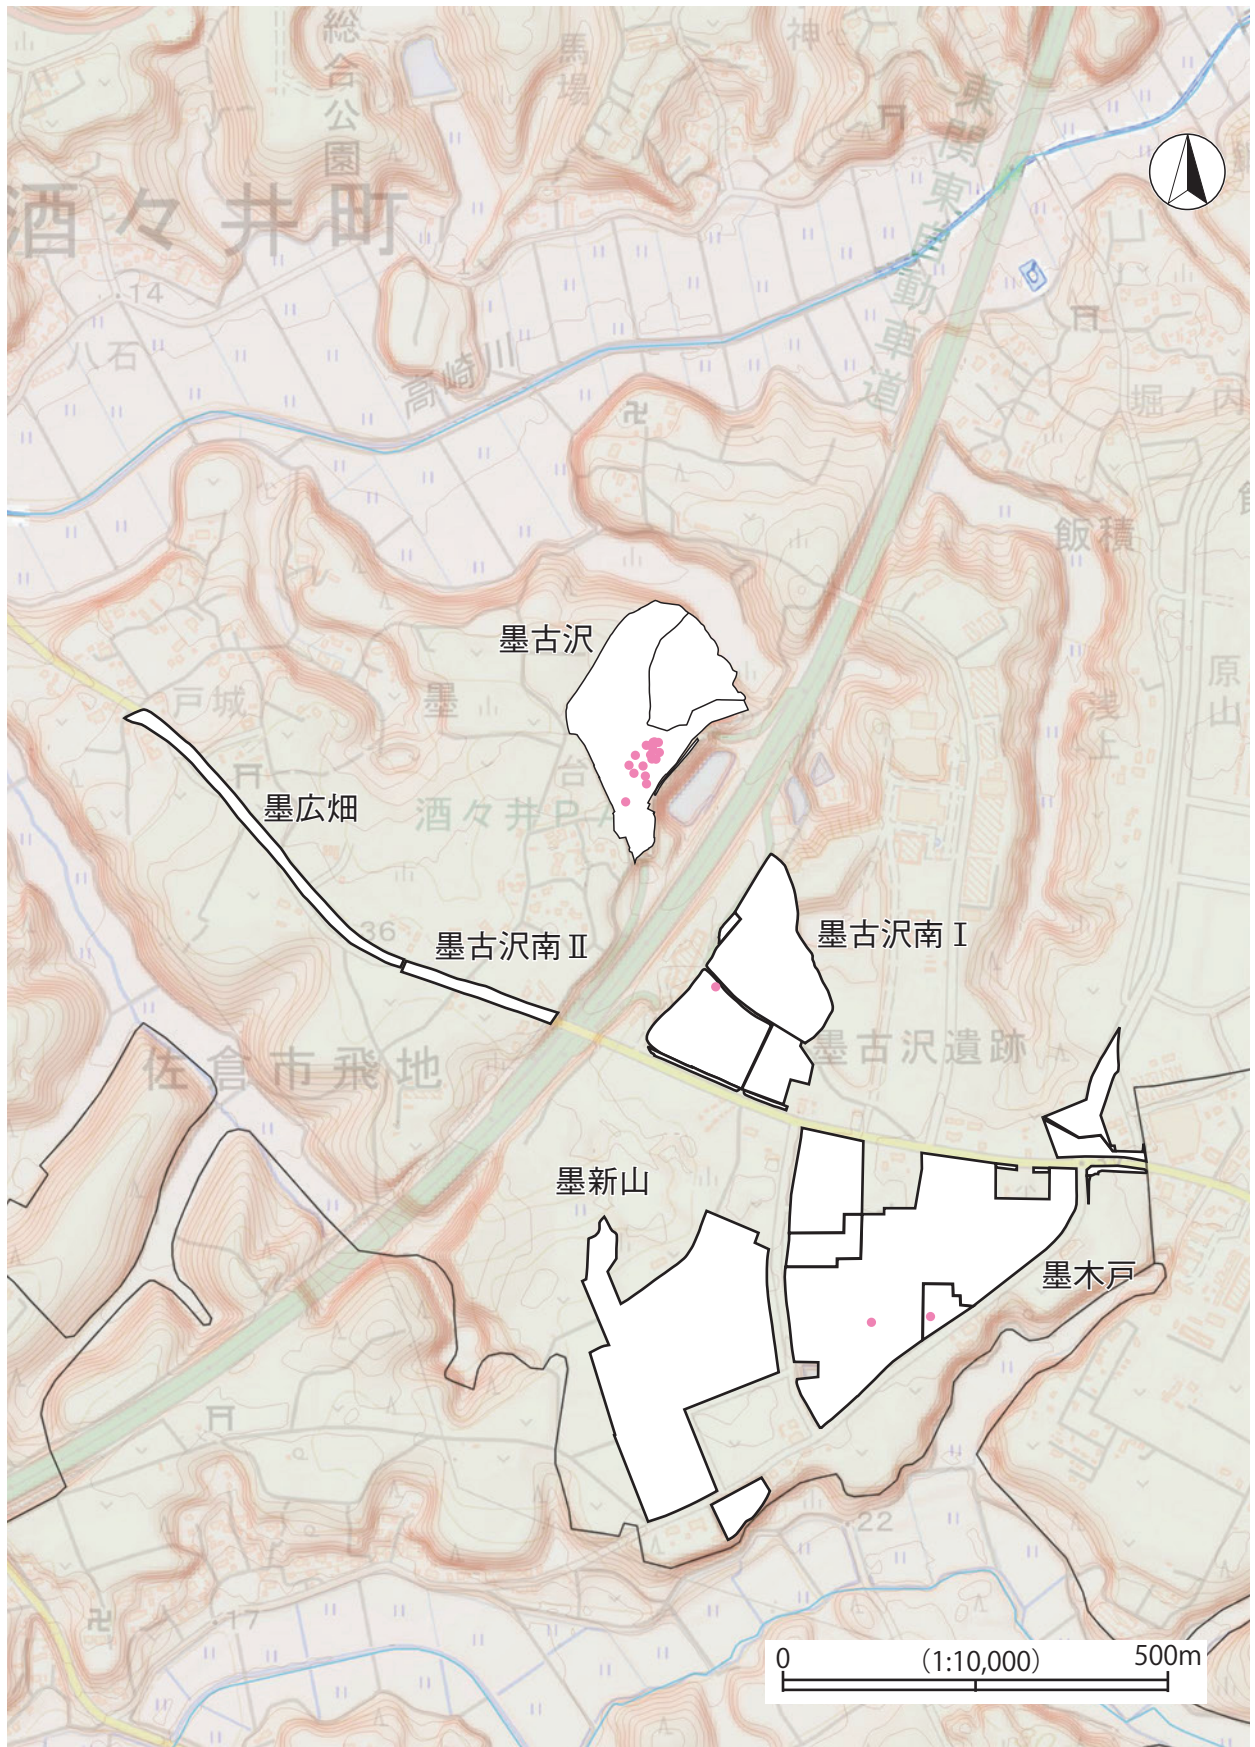 総合公園
馬場
神
東関東自動車道
酒々井町
14
八石
高崎川
堀ノ内
飯積
墨古沢
戸城
墨
原山
浅上
台
墨広畑
酒々井PA
36
墨古沢南Ⅱ
墨古沢南Ⅰ
佐倉市飛地
墨古沢遺跡
墨新山
墨木戸
22
17
0
(1:10,000)
500m